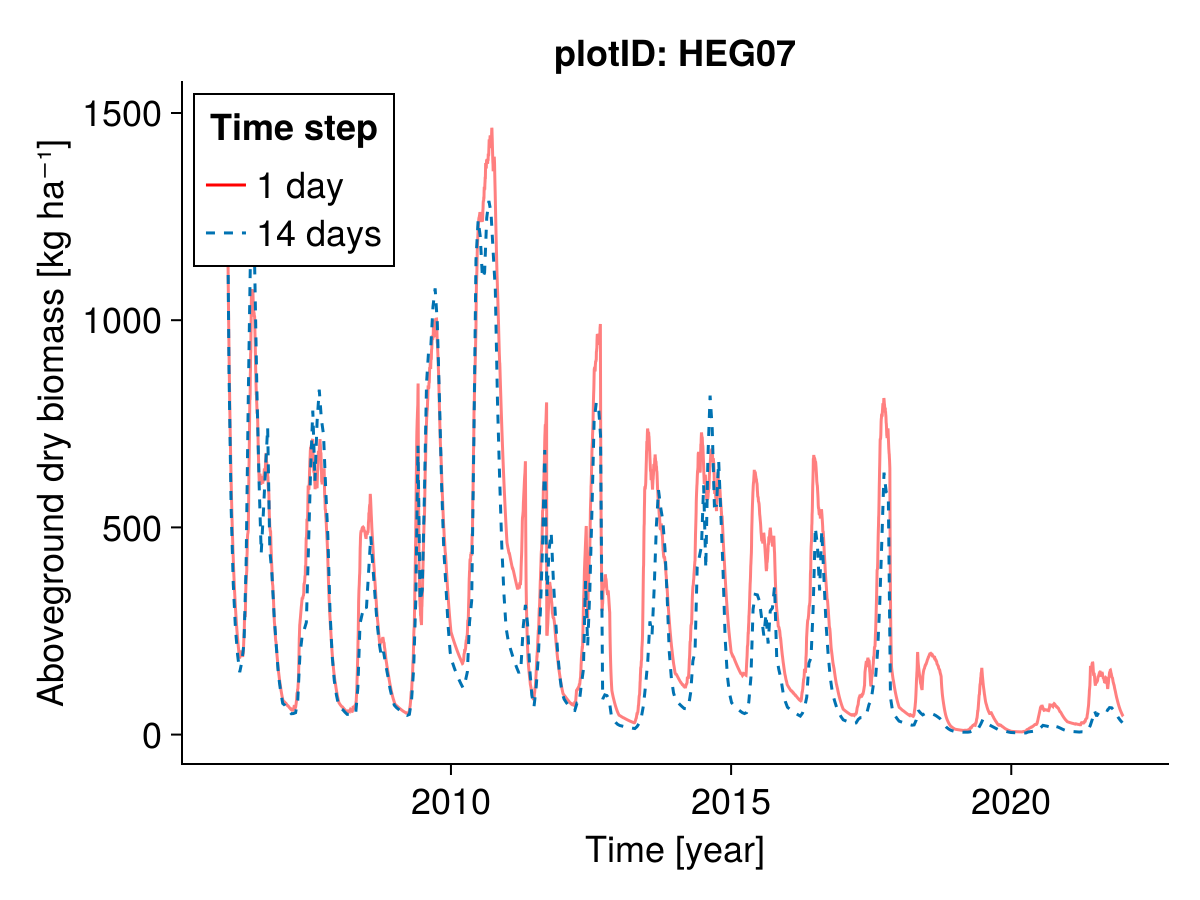 plotID: HEG07
Aboveground dry biomass [kg ha⁻¹]
1500
1000
500
0
Time step
1 day
14 days
2010
2015
2020
Time [year]